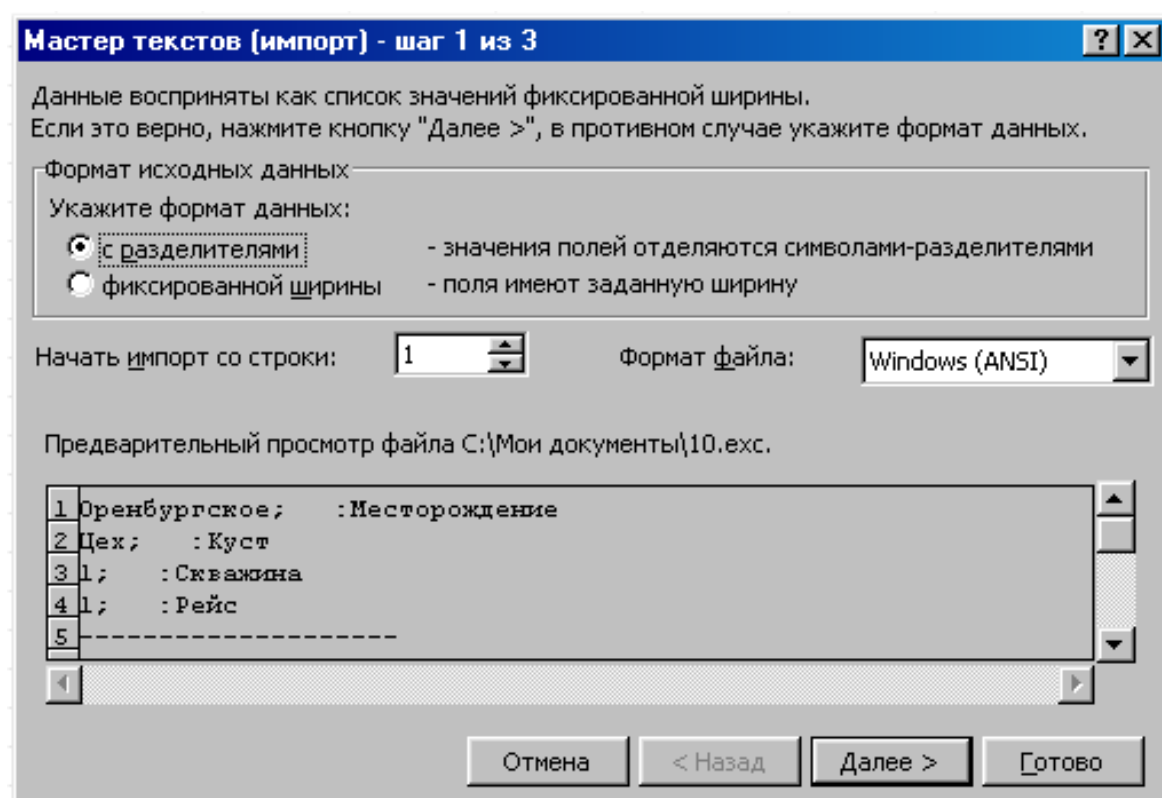 Мастер текстов (импорт) - шаг 1 из 3
Данные восприняты как список значений фиксированной ширины.
Если это верно, нажмите кнопку "Далее >", в противном случае укажите формат данных.
Формат исходных данных
Укажите формат данных:
с разделителями - значения полей отделяются символами-разделителями
фиксированной ширины - поля имеют заданную ширину
Начать импорт со строки: 1 Формат файла: Windows (ANSI)
Предварительный просмотр файла C:\Мои документы\10.exc.
1 Оренбургское; :Месторождение
2 Цех; :Куст
3 1; :Скважина
4 1; :Рейс
5 --------------------
Отмена < Назад Далее > Готово